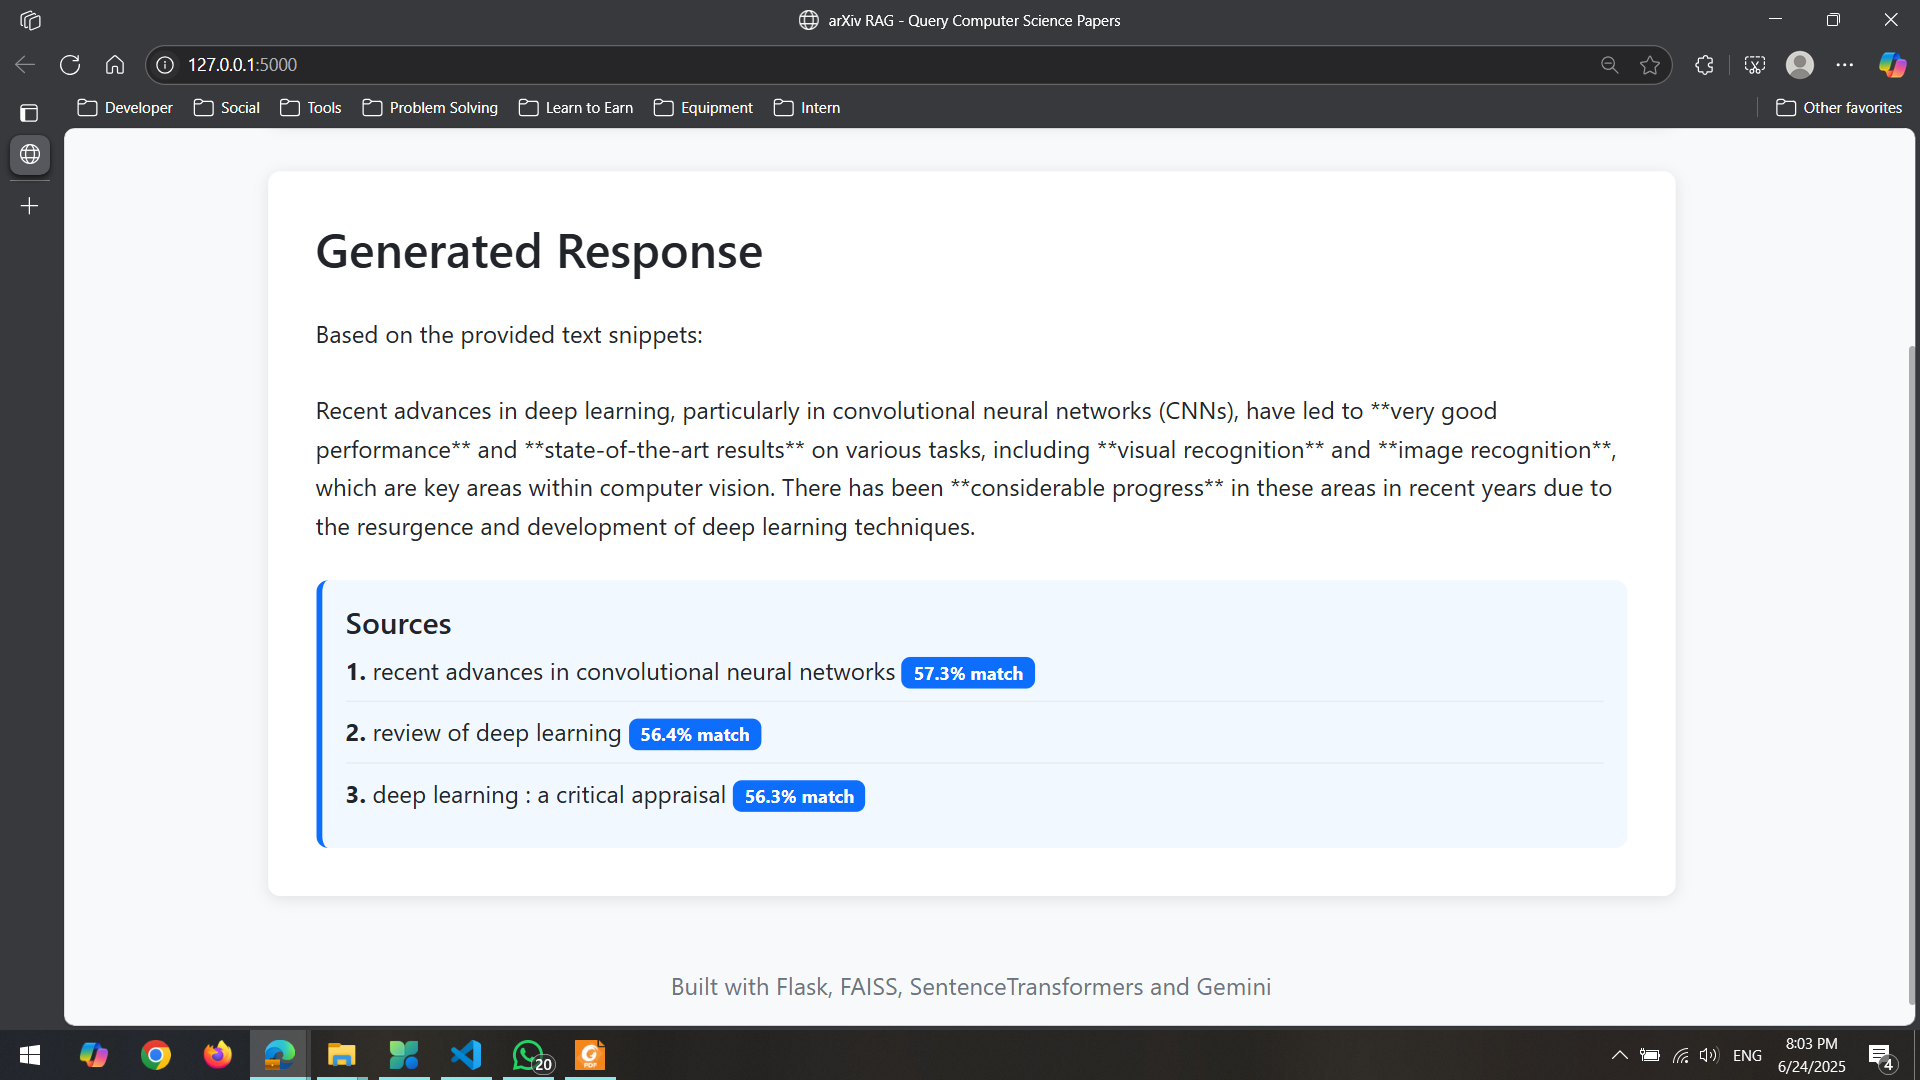 arXiv RAG - Query Computer Science Papers
127.0.0.1:5000
Developer Social Tools Problem Solving Learn to Earn Equipment Intern Other favorites
Generated Response
Based on the provided text snippets:
Recent advances in deep learning, particularly in convolutional neural networks (CNNs), have led to **very good
performance** and **state-of-the-art results** on various tasks, including **visual recognition** and **image recognition**,
which are key areas within computer vision. There has been **considerable progress** in these areas in recent years due to
the resurgence and development of deep learning techniques.
Sources
1. recent advances in convolutional neural networks 57.3% match
2. review of deep learning 56.4% match
3. deep learning : a critical appraisal 56.3% match
Built with Flask, FAISS, SentenceTransformers and Gemini
20
PDF
ENG
8:03 PM
6/24/2025
4